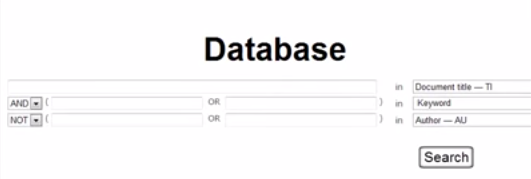 Database
in Document title — TI
AND ( OR ) in Keyword
NOT ( OR ) in Author — AU
Search